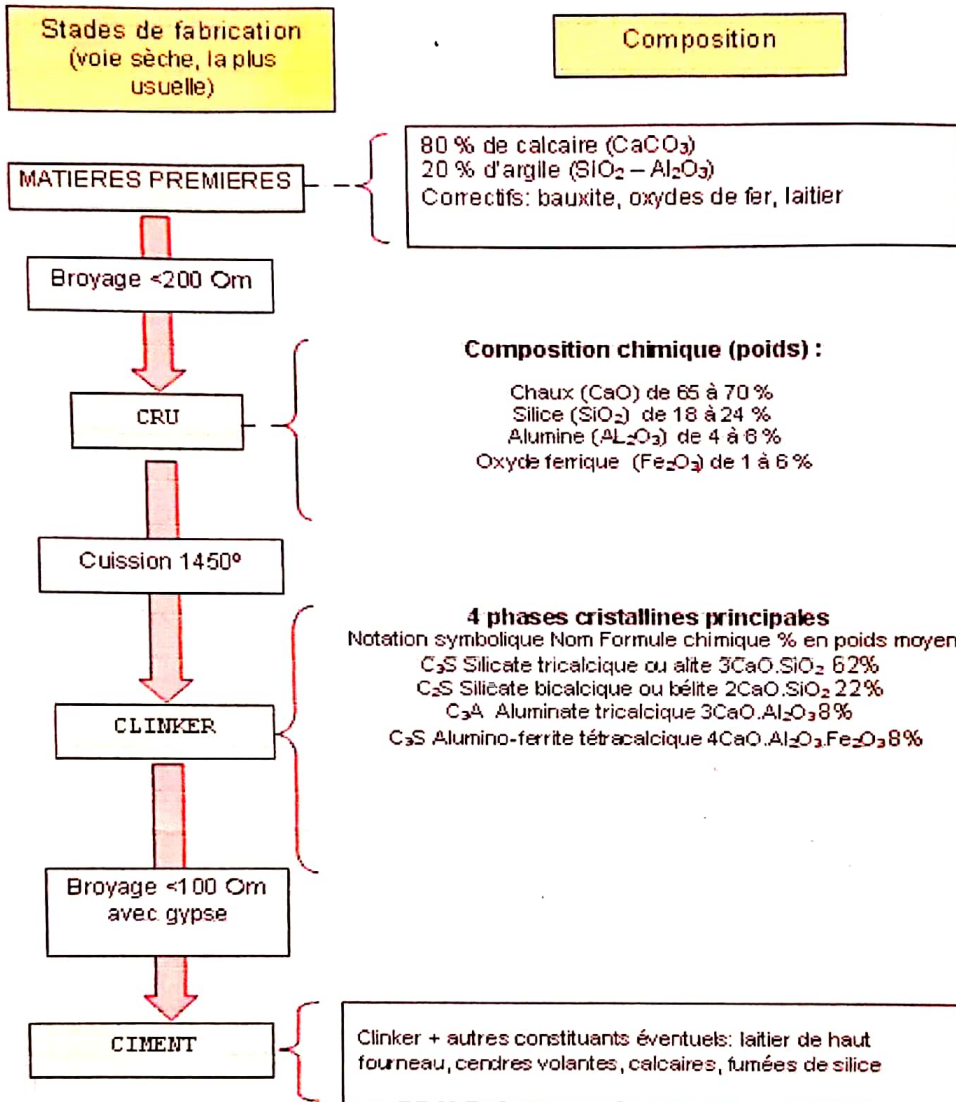 Stades de fabrication
(voie sèche, la plus
usuelle)
Composition
MATIERES PREMIERES
80 % de calcaire (CaCO₃)
20 % d'argile (SiO₂ – Al₂O₃)
Correctifs: bauxite, oxydes de fer, laitier
Broyage <200 Om
Composition chimique (poids) :
Chaux (CaO) de 65 à 70 %
Silice (SiO₂) de 18 à 24 %
Alumine (AL₂O₃) de 4 à 8 %
Oxyde ferrique (Fe₂O₃) de 1 à 6 %
CRU
Cuission 1450º
4 phases cristallines principales
Notation symbolique Nom Formule chimique % en poids moyen
C₃S Silicate tricalcique ou alite 3CaO.SiO₂ 62%
C₂S Silicate bicalcique ou bélite 2CaO.SiO₂ 22%
C₃A Aluminate tricalcique 3CaO.Al₂O₃ 8%
C₃S Alumino-ferrite tétracalcique 4CaO.Al₂O₃.Fe₂O₃ 8%
CLINKER
Broyage <100 Om
avec gypse
CIMENT
Clinker + autres constituants éventuels: laitier de haut
fourneau, cendres volantes, calcaires, fumées de silice